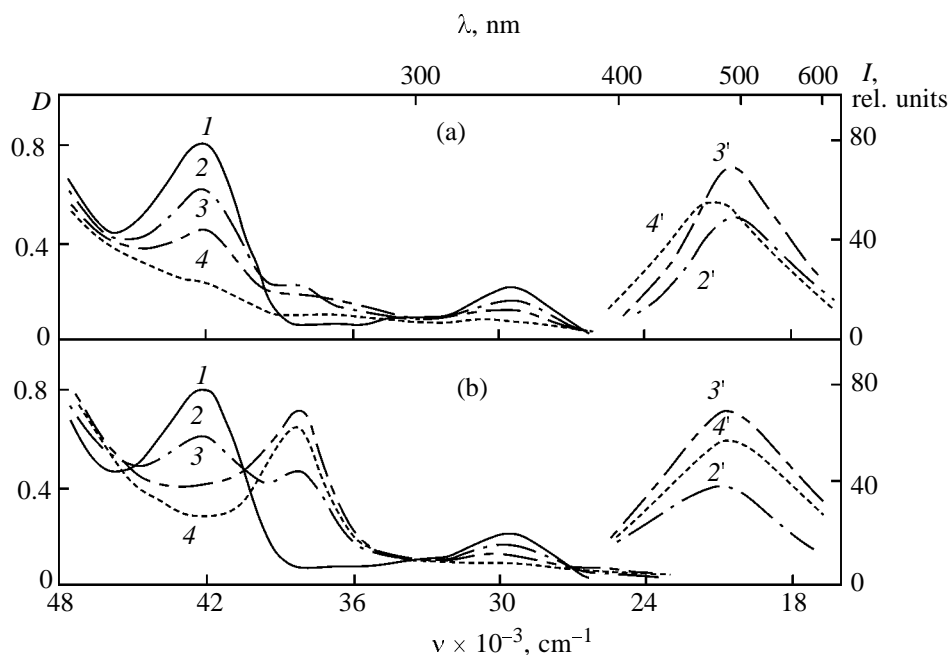 λ, nm
300 400 500 600 I,
D rel. units
(a)
1
0.8 80
2 3'
3
4'
0.4 4 40
2'
0 0
(b)
1
0.8 80
2 3'
3 4'
0.4 40
4 2'
0 0
48 42 36 30 24 18
ν × 10⁻³, cm⁻¹